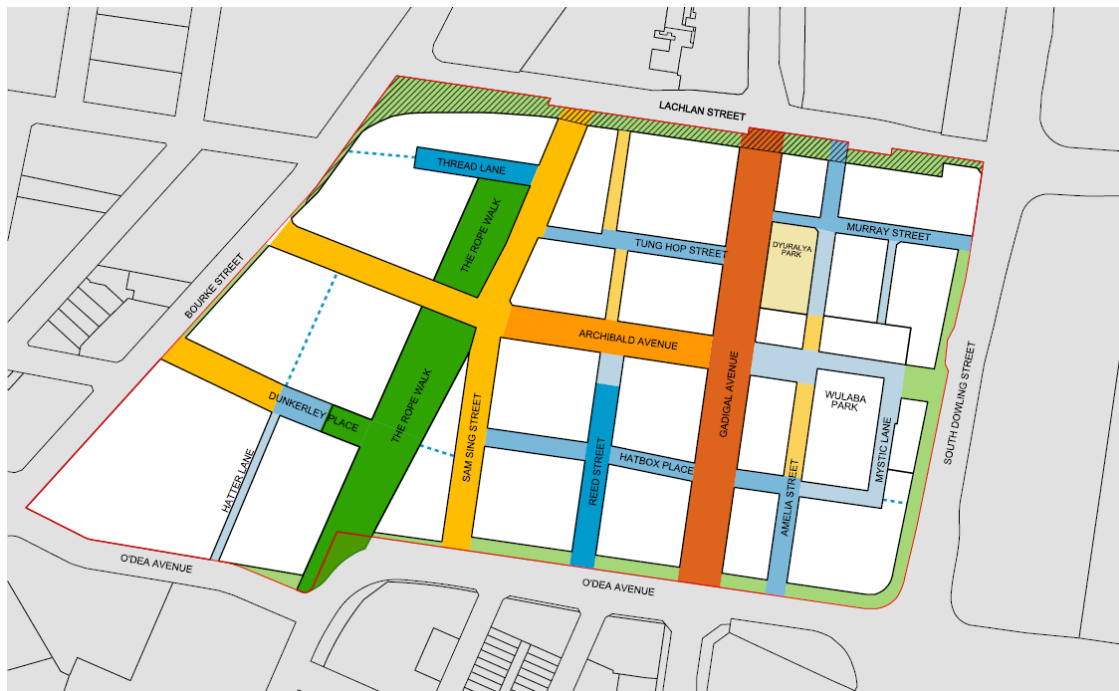 LACHLAN STREET
THREAD LANE
THE ROPE WALK
MURRAY STREET
TUNG HOP STREET
DYURALYA
PARK
BOURKE STREET
ARCHIBALD AVENUE
GADIGAL AVENUE
SOUTH DOWLING STREET
THE ROPE WALK
DUNKERLEY PLACE
WULABA
PARK
SAM SING STREET
MYSTIC LANE
HATBOX PLACE
REED STREET
HATTER LANE
AMELIA STREET
O'DEA AVENUE
O'DEA AVENUE